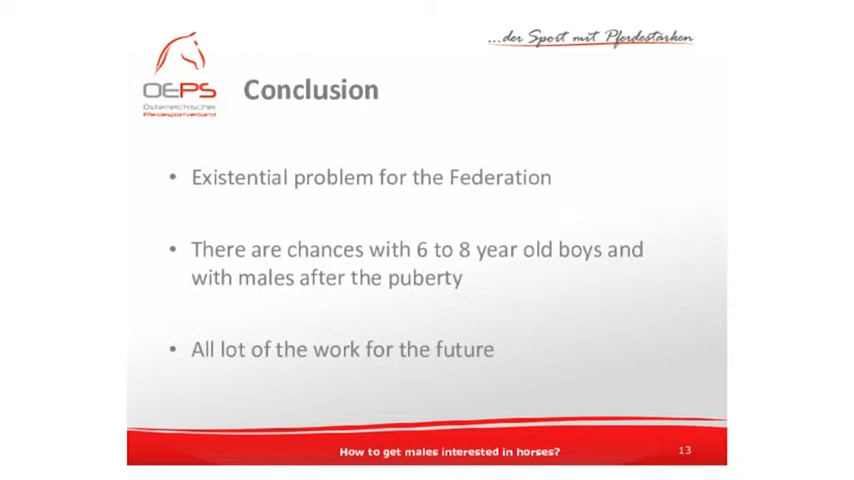 ...der Sport mit Pferdestärken
OEPS
Österreichischer
Pferdesportverband
Conclusion
• Existential problem for the Federation
• There are chances with 6 to 8 year old boys and
with males after the puberty
• All lot of the work for the future
How to get males interested in horses?
13